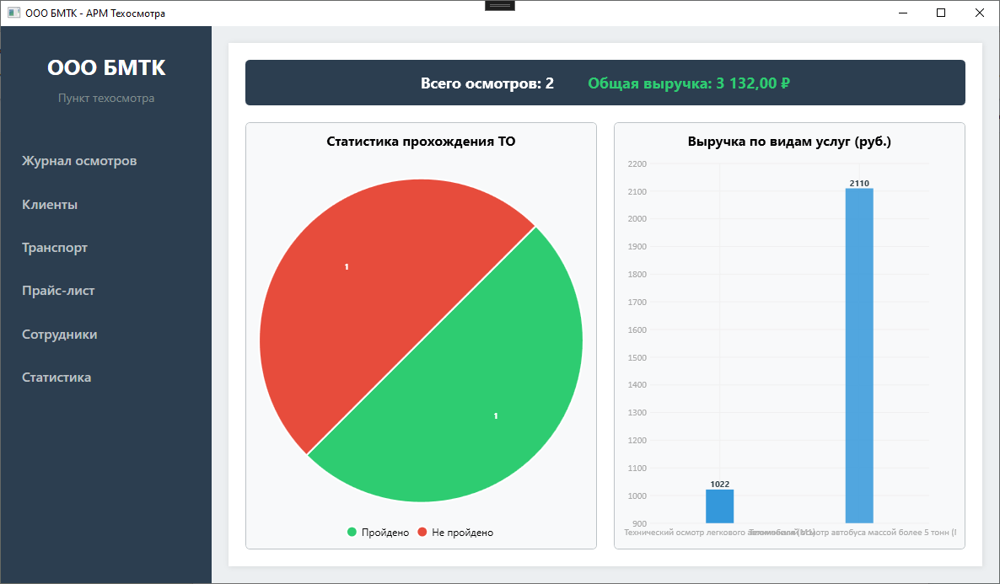 ООО БМТК - АРМ Техосмотра
ООО БМТК
Пункт техосмотра
Журнал осмотров
Клиенты
Транспорт
Прайс-лист
Сотрудники
Статистика
Всего осмотров: 2 Общая выручка: 3 132,00 ₽
Статистика прохождения ТО
1
1
Пройдено Не пройдено
Выручка по видам услуг (руб.)
2200
2100
2000
1900
1800
1700
1600
1500
1400
1300
1200
1100
1000
900
2110
1022
Технический осмотр легкового автомобиля (M1)
Технический осмотр автобуса массой более 5 тонн (